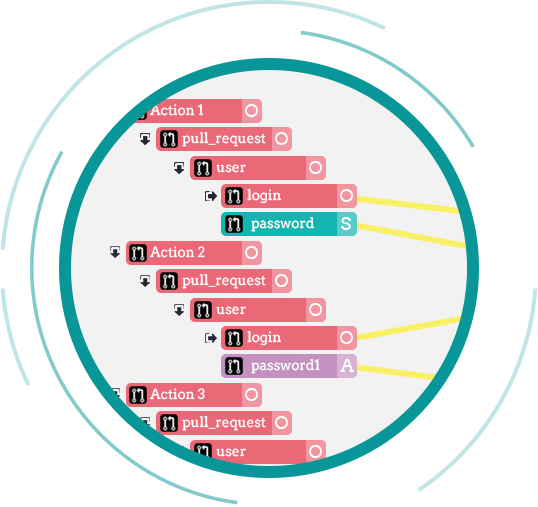 Action 1
pull_request
user
login
password S
Action 2
pull_request
user
login
password1 A
Action 3
pull_request
user